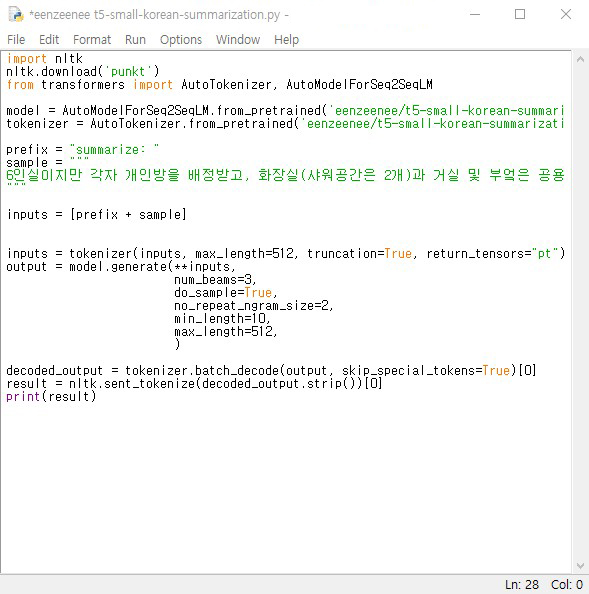 *eenzeenee t5-small-korean-summarization.py -
File Edit Format Run Options Window Help
import nltk
nltk.download('punkt')
from transformers import AutoTokenizer, AutoModelForSeq2SeqLM
model = AutoModelForSeq2SeqLM.from_pretrained('eenzeenee/t5-small-korean-summari
tokenizer = AutoTokenizer.from_pretrained('eenzeenee/t5-small-korean-summarizati
prefix = "summarize: "
sample = """
6인실이지만 각자 개인방을 배정받고, 화장실(샤워공간은 2개)과 거실 및 부엌은 공용
"""
inputs = [prefix + sample]
inputs = tokenizer(inputs, max_length=512, truncation=True, return_tensors="pt")
output = model.generate(**inputs,
num_beams=3,
do_sample=True,
no_repeat_ngram_size=2,
min_length=10,
max_length=512,
)
decoded_output = tokenizer.batch_decode(output, skip_special_tokens=True)[0]
result = nltk.sent_tokenize(decoded_output.strip())[0]
print(result)
Ln: 28 Col: 0